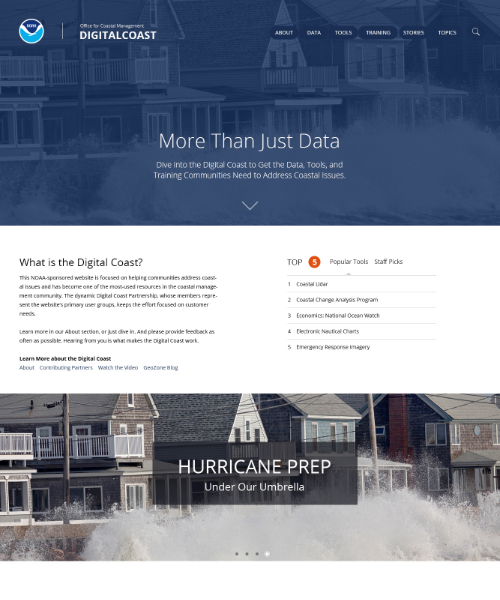 NOAA
Office for Coastal Management
DIGITALCOAST
ABOUT DATA TOOLS TRAINING STORIES TOPICS
More Than Just Data
Dive into the Digital Coast to Get the Data, Tools, and
Training Communities Need to Address Coastal Issues.
What is the Digital Coast?
This NOAA-sponsored website is focused on helping communities address coast-
al issues and has become one of the most-used resources in the coastal manage-
ment community. The dynamic Digital Coast Partnership, whose members repre-
sent the website's primary user groups, keeps the effort focused on customer
needs.
Learn more in our About section, or just dive in. And please provide feedback as
often as possible. Hearing from you is what makes the Digital Coast work.
Learn More about the Digital Coast
About Contributing Partners Watch the Video GeoZone Blog
TOP 5 Popular Tools Staff Picks
1 Coastal Lidar
2 Coastal Change Analysis Program
3 Economics: National Ocean Watch
4 Electronic Nautical Charts
5 Emergency Response Imagery
HURRICANE PREP
Under Our Umbrella